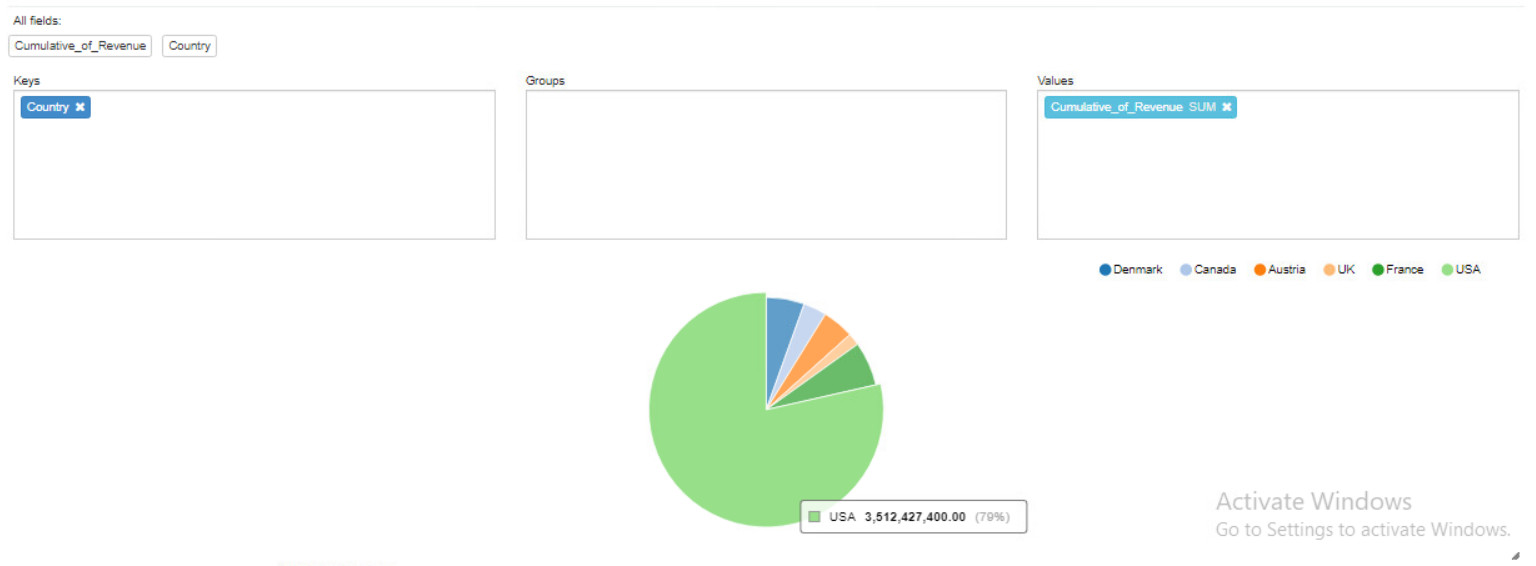 All fields:
Cumulative_of_Revenue Country
Keys Groups Values
Country ✖ Cumulative_of_Revenue SUM ✖
Denmark Canada Austria UK France USA
USA 3,512,427,400.00 (79%)
Activate Windows
Go to Settings to activate Windows.